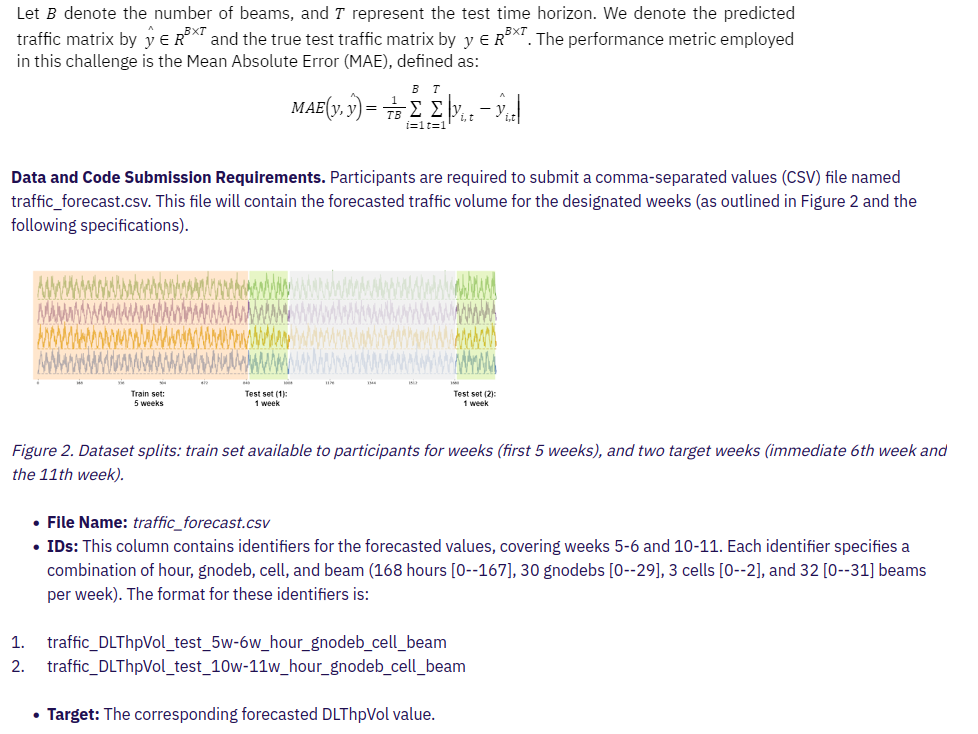 Let B denote the number of beams, and T represent the test time horizon. We denote the predicted
traffic matrix by ŷ ∈ R^{B×T} and the true test traffic matrix by y ∈ R^{B×T}. The performance metric employed
in this challenge is the Mean Absolute Error (MAE), defined as:
MAE(y, ŷ) = \frac{1}{TB} \sum_{i=1}^{B} \sum_{t=1}^{T} |y_{i,t} − ŷ_{i,t}|
Data and Code Submission Requirements. Participants are required to submit a comma-separated values (CSV) file named
traffic_forecast.csv. This file will contain the forecasted traffic volume for the designated weeks (as outlined in Figure 2 and the
following specifications).
0 168 336 504 672 840 1008 1176 1344 1512 1680
Train set: Test set (1): Test set (2):
5 weeks 1 week 1 week
Figure 2. Dataset splits: train set available to participants for weeks (first 5 weeks), and two target weeks (immediate 6th week and
the 11th week).
• File Name: traffic_forecast.csv
• IDs: This column contains identifiers for the forecasted values, covering weeks 5-6 and 10-11. Each identifier specifies a
combination of hour, gnodeb, cell, and beam (168 hours [0--167], 30 gnodebs [0--29], 3 cells [0--2], and 32 [0--31] beams
per week). The format for these identifiers is:
1. traffic_DLThpVol_test_5w-6w_hour_gnodeb_cell_beam
2. traffic_DLThpVol_test_10w-11w_hour_gnodeb_cell_beam
• Target: The corresponding forecasted DLThpVol value.